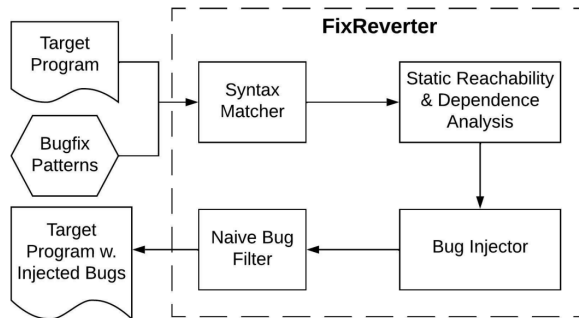 FixReverter
Target
Program
Syntax
Matcher
Static Reachability
& Dependence
Analysis
Bugfix
Patterns
Target
Program w.
Injected Bugs
Naive Bug
Filter
Bug Injector